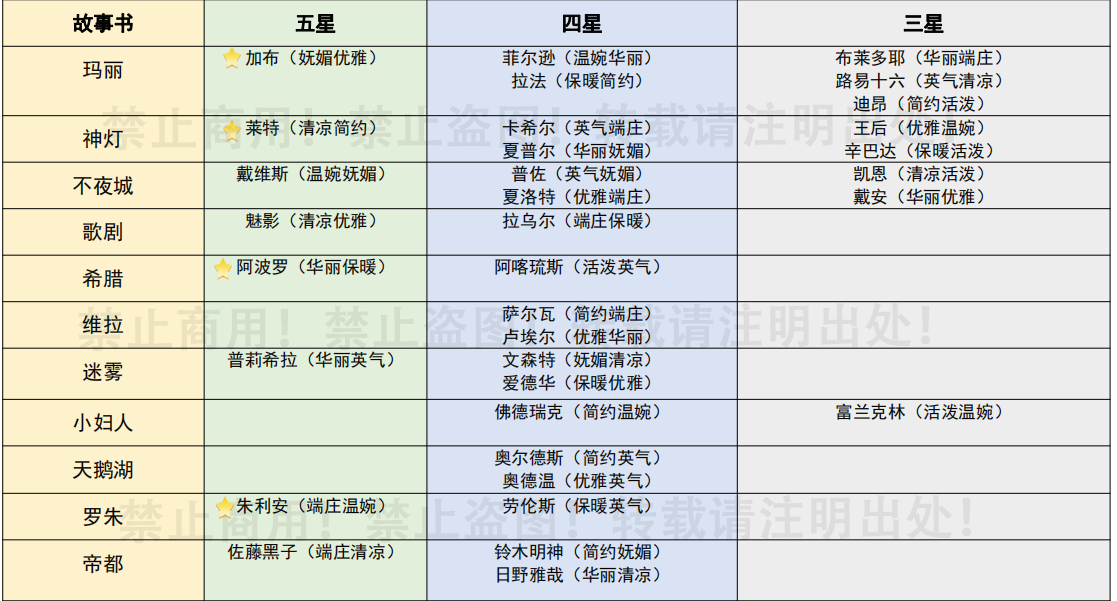 故事书 五星 四星 三星
玛丽 加布（妩媚优雅） 菲尔逊（温婉华丽） 布莱多耶（华丽端庄）
拉法（保暖简约） 路易十六（英气清凉）
迪昂（简约活泼）
神灯 莱特（清凉简约） 卡希尔（英气端庄） 王后（优雅温婉）
夏普尔（华丽妩媚） 辛巴达（保暖活泼）
不夜城 戴维斯（温婉妩媚） 普佐（英气妩媚） 凯恩（清凉活泼）
夏洛特（优雅端庄） 戴安（华丽优雅）
歌剧 魅影（清凉优雅） 拉乌尔（端庄保暖）
希腊 阿波罗（华丽保暖） 阿喀琉斯（活泼英气）
维拉 萨尔瓦（简约端庄）
卢埃尔（优雅华丽）
迷雾 普莉希拉（华丽英气） 文森特（妩媚清凉）
爱德华（保暖优雅）
小妇人 佛德瑞克（简约温婉） 富兰克林（活泼温婉）
天鹅湖 奥尔德斯（简约英气）
奥德温（优雅英气）
罗朱 朱利安（端庄温婉） 劳伦斯（保暖英气）
帝都 佐藤黑子（端庄清凉） 铃木明神（简约妩媚）
日野雅哉（华丽清凉）
禁止商用！禁止盗图！转载请注明出处！
禁止商用！禁止盗图！转载请注明出处！
禁止商用！禁止盗图！转载请注明出处！